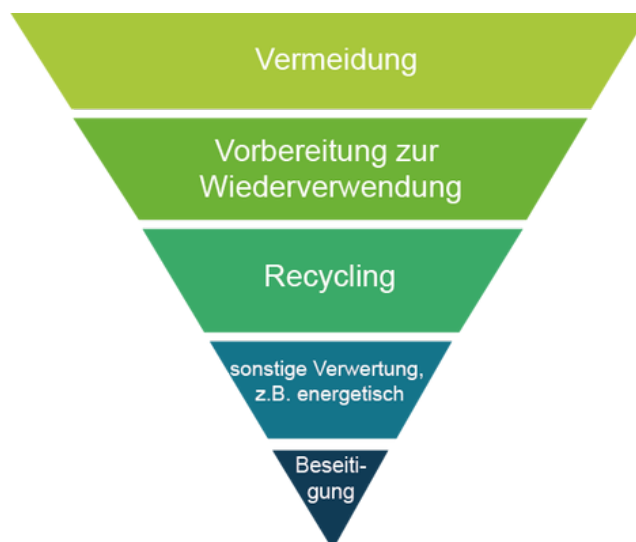 Vermeidung
Vorbereitung zur
Wiederverwendung
Recycling
sonstige Verwertung,
z.B. energetisch
Beseiti-
gung